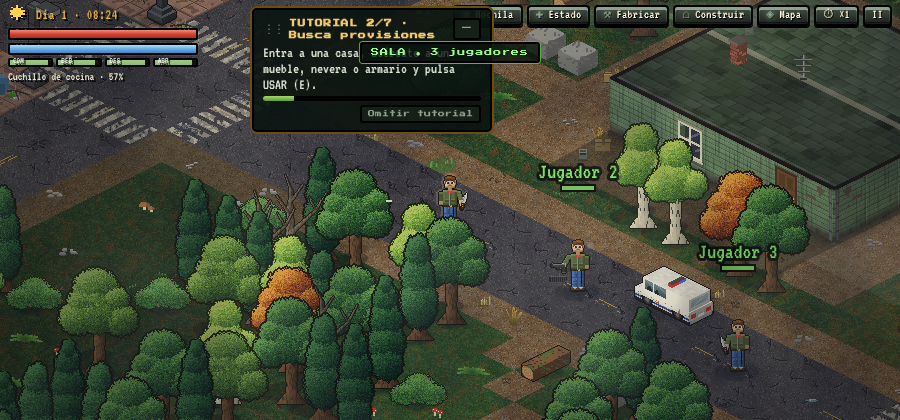 Día 1 · 08:24
Cuchillo de cocina · 57%
TUTORIAL 2/7 ·
Busca provisiones
—
Entra a una casa
mueble, nevera o armario y pulsa
USAR (E).
Omitir tutorial
SALA · 3 jugadores
Estado
Fabricar
Construir
Mapa
X1
II
Jugador 2
Jugador 3